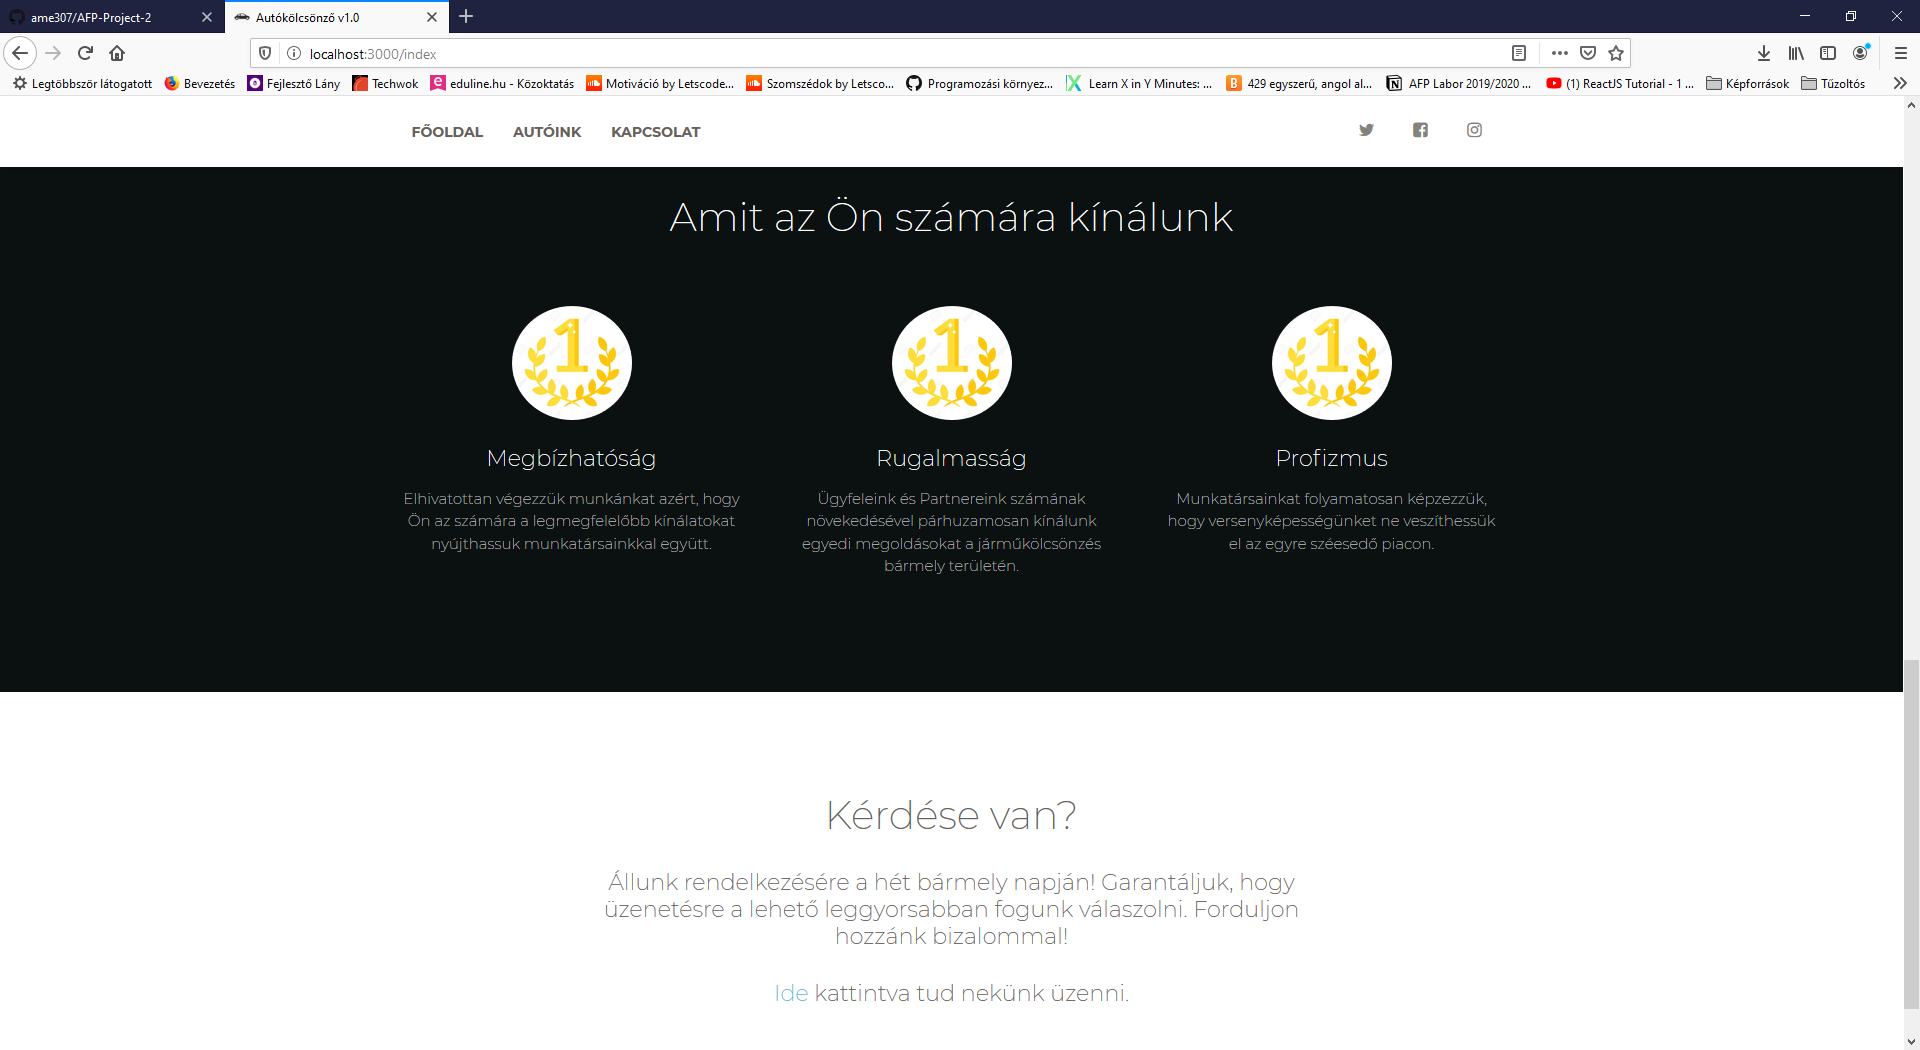 ame307/AFP-Project-2
Autókölcsönző v1.0
localhost:3000/index
Legtöbbször látogatott
Bevezetés
Fejlesztő Lány
Techwok
eduline.hu - Közoktatás
Motiváció by Letscode...
Szomszédok by Letsco...
Programozási környez...
Learn X in Y Minutes: ...
429 egyszerű, angol al...
AFP Labor 2019/2020 ...
(1) ReactJS Tutorial - 1 ...
Képforrások
Tűzoltós
FŐOLDAL
AUTÓINK
KAPCSOLAT
Amit az Ön számára kínálunk
1
1
1
Megbízhatóság
Elhivatottan végezzük munkánkat azért, hogy
Ön az számára a legmegfelelőbb kínálatokat
nyújthassuk munkatársainkkal együtt.
Rugalmasság
Ügyfeleink és Partnereink számának
növekedésével párhuzamosan kínálunk
egyedi megoldásokat a járműkölcsönzés
bármely területén.
Profizmus
Munkatársainkat folyamatosan képzezzük,
hogy versenyképességünket ne veszíthessük
el az egyre széesedő piacon.
Kérdése van?
Állunk rendelkezésére a hét bármely napján! Garantáljuk, hogy
üzenetésre a lehető leggyorsabban fogunk válaszolni. Forduljon
hozzánk bizalommal!
Ide kattintva tud nekünk üzenni.